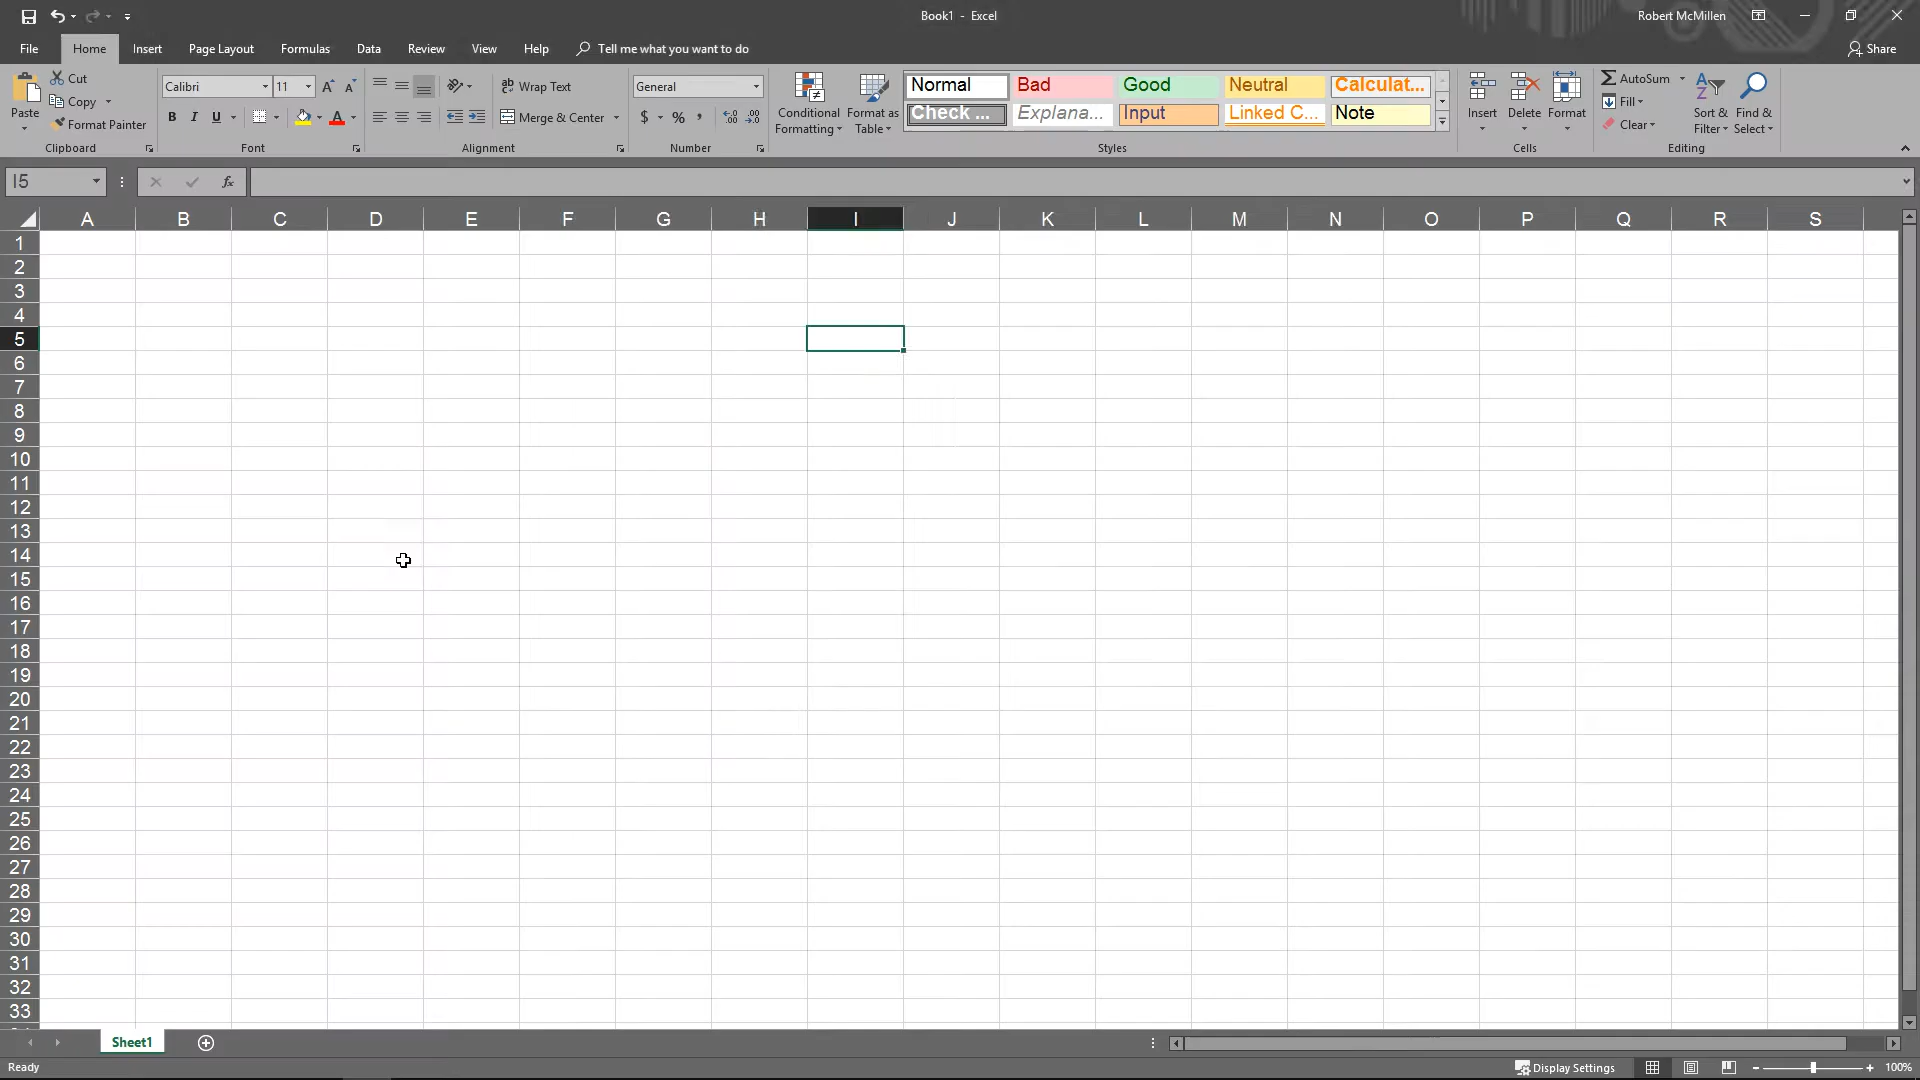 Book1 - Excel
Robert McMillen
File Home Insert Page Layout Formulas Data Review View Help Tell me what you want to do
Share
Paste
Cut
Copy
Format Painter
Clipboard
Calibri 11
B I U
Font
Wrap Text
Merge & Center
Alignment
General
$ % ,
Number
Conditional Formatting
Format as Table
Normal Bad Good Neutral Calculat...
Check ... Explana... Input Linked C... Note
Styles
Insert Delete Format
Cells
AutoSum
Fill
Clear
Sort & Filter
Find & Select
Editing
I5 fx
A B C D E F G H I J K L M N O P Q R S
1
2
3
4
5
6
7
8
9
10
11
12
13
14
15
16
17
18
19
20
21
22
23
24
25
26
27
28
29
30
31
32
33
Sheet1
Ready
Display Settings
100%